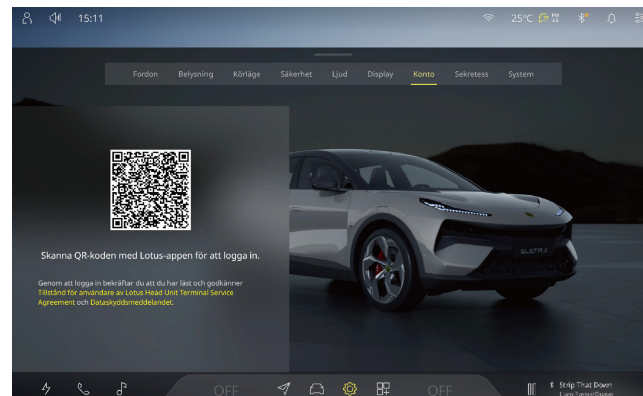 15:11
25°C
Fordon Belysning Körläge Säkerhet Ljud Display Konto Sekretess System
Skanna QR-koden med Lotus-appen för att logga in.
Genom att logga in bekräftar du att du har läst och godkänner
Tillstånd för användare av Lotus Head Unit Terminal Service
Agreement och Dataskyddsmeddelandet.
OFF
OFF
Strip That Down